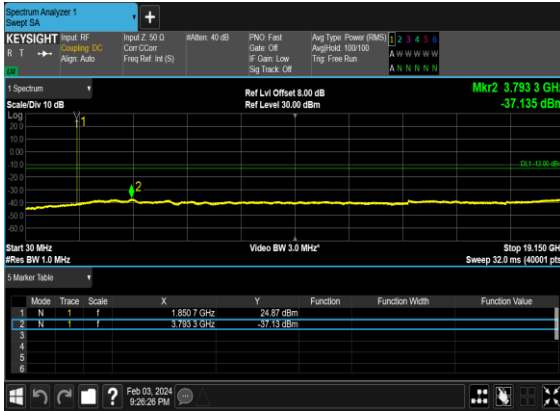 Spectrum Analyzer 1
Swept SA
KEYSIGHT
R T
Input: RF
Coupling: DC
Align: Auto
Input Z: 50 Ω
Corr CCorr
Freq Ref: Int (S)
#Atten: 40 dB
PNO: Fast
Gate: Off
IF Gain: Low
Sig Track: Off
Avg Type: Power (RMS)
Avg|Hold: 100/100
Trig: Free Run
1 2 3 4 5 6
A W W W W W
A N N N N N
1 Spectrum
Scale/Div 10 dB
Ref Lvl Offset 8.00 dB
Ref Level 30.00 dBm
Mkr2 3.793 3 GHz
-37.135 dBm
Log
20.0
10.0
0.00
-10.0
-20.0
-30.0
-40.0
-50.0
-60.0
1
2
DL1 -13.00 dBm
Start 30 MHz
#Res BW 1.0 MHz
Video BW 3.0 MHz*
Stop 19.150 GHz
Sweep 32.0 ms (40001 pts)
5 Marker Table
Mode Trace Scale X Y Function Function Width Function Value
1 N 1 f 1.850 7 GHz 24.87 dBm
2 N 1 f 3.793 3 GHz -37.13 dBm
3
4
5
6
?
Feb 03, 2024
9:26:26 PM